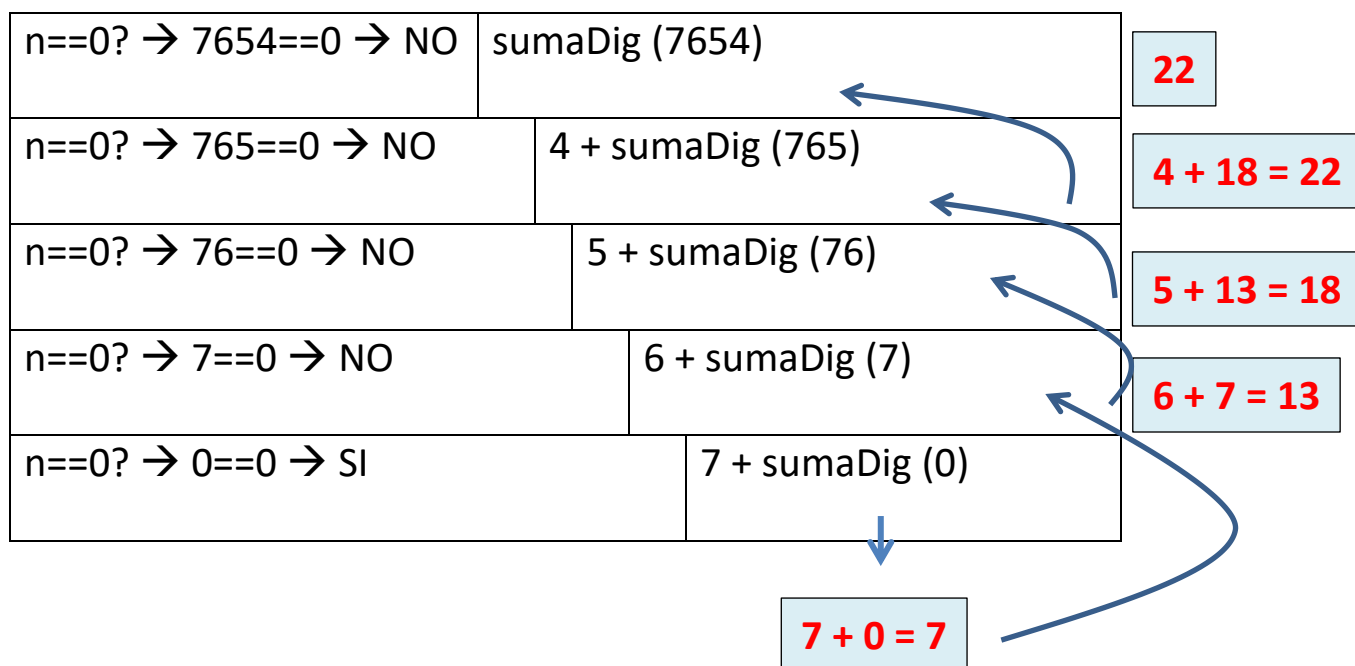 n==0? → 7654==0 → NO
sumaDig (7654)
22
n==0? → 765==0 → NO
4 + sumaDig (765)
4 + 18 = 22
n==0? → 76==0 → NO
5 + sumaDig (76)
5 + 13 = 18
n==0? → 7==0 → NO
6 + sumaDig (7)
6 + 7 = 13
n==0? → 0==0 → SI
7 + sumaDig (0)
7 + 0 = 7